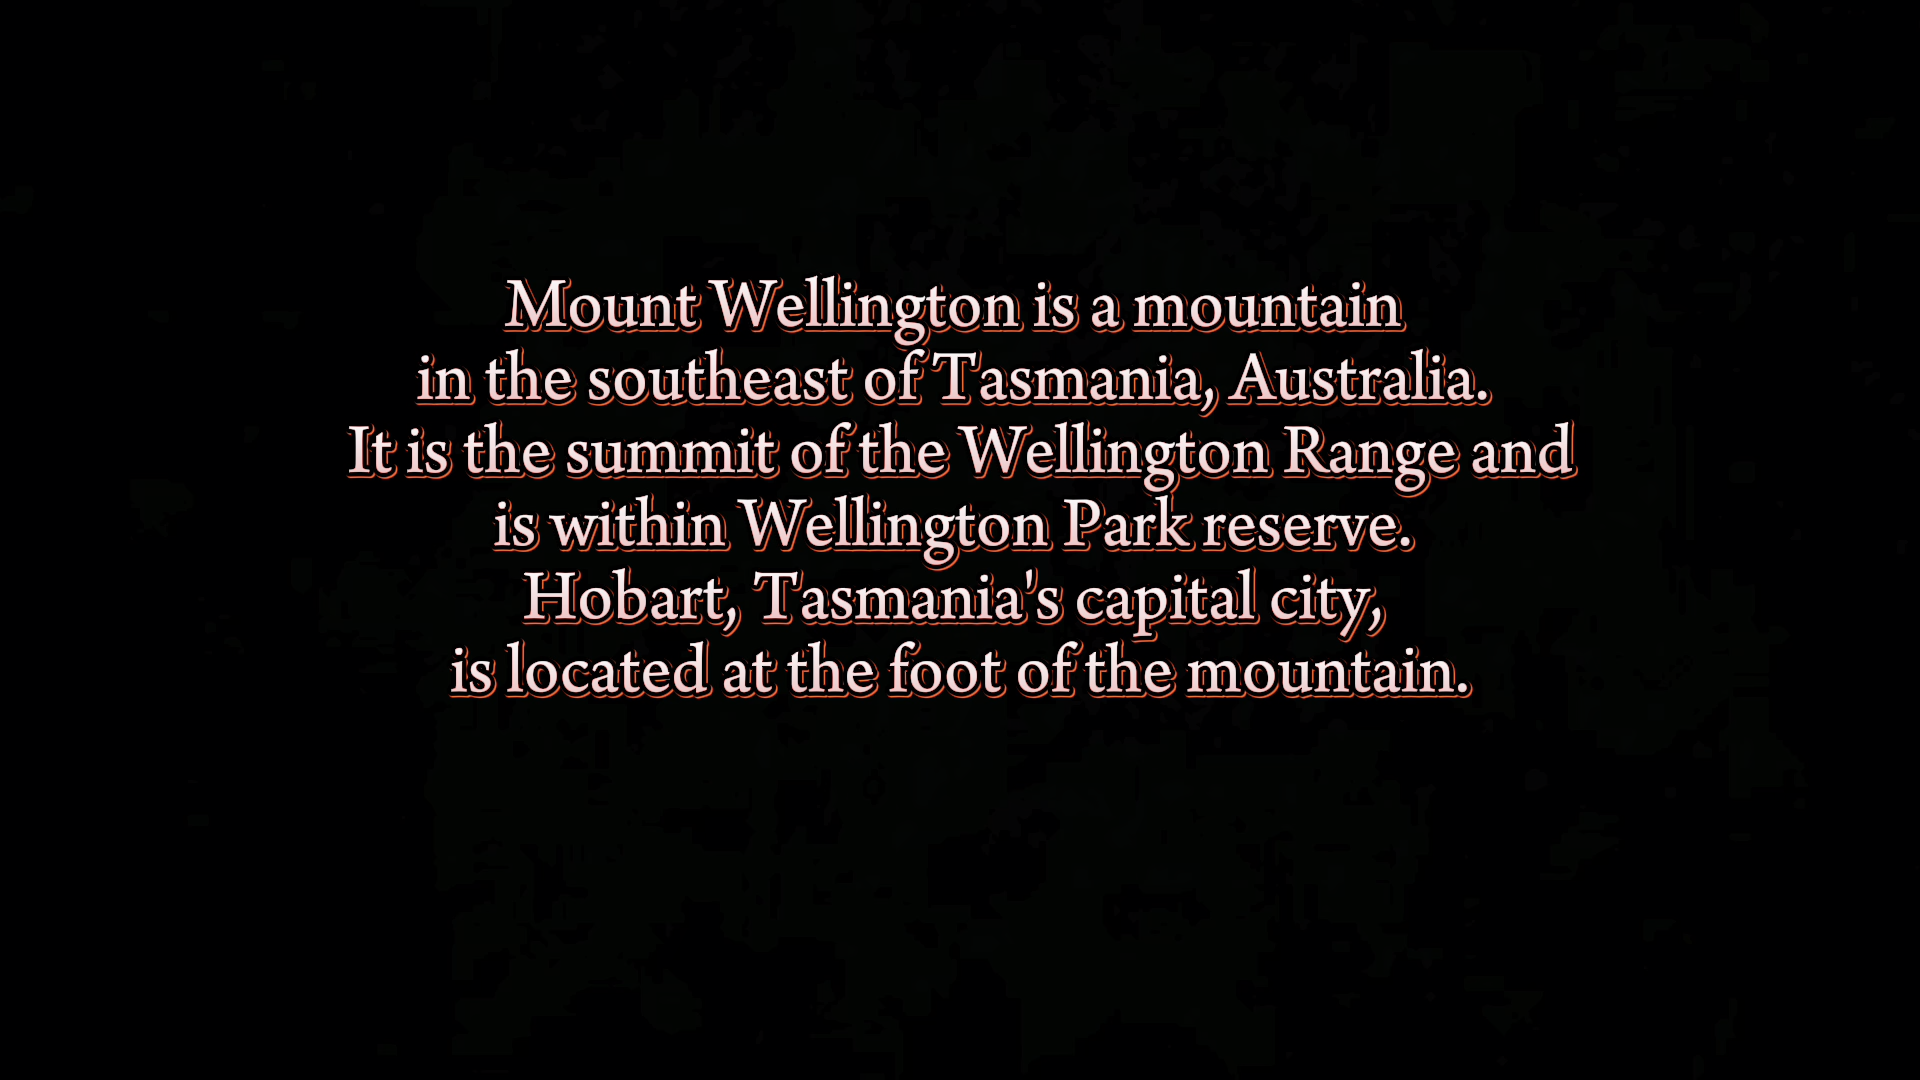 Mount Wellington is a mountain
in the southeast of Tasmania, Australia.
It is the summit of the Wellington Range and
is within Wellington Park reserve.
Hobart, Tasmania's capital city,
is located at the foot of the mountain.